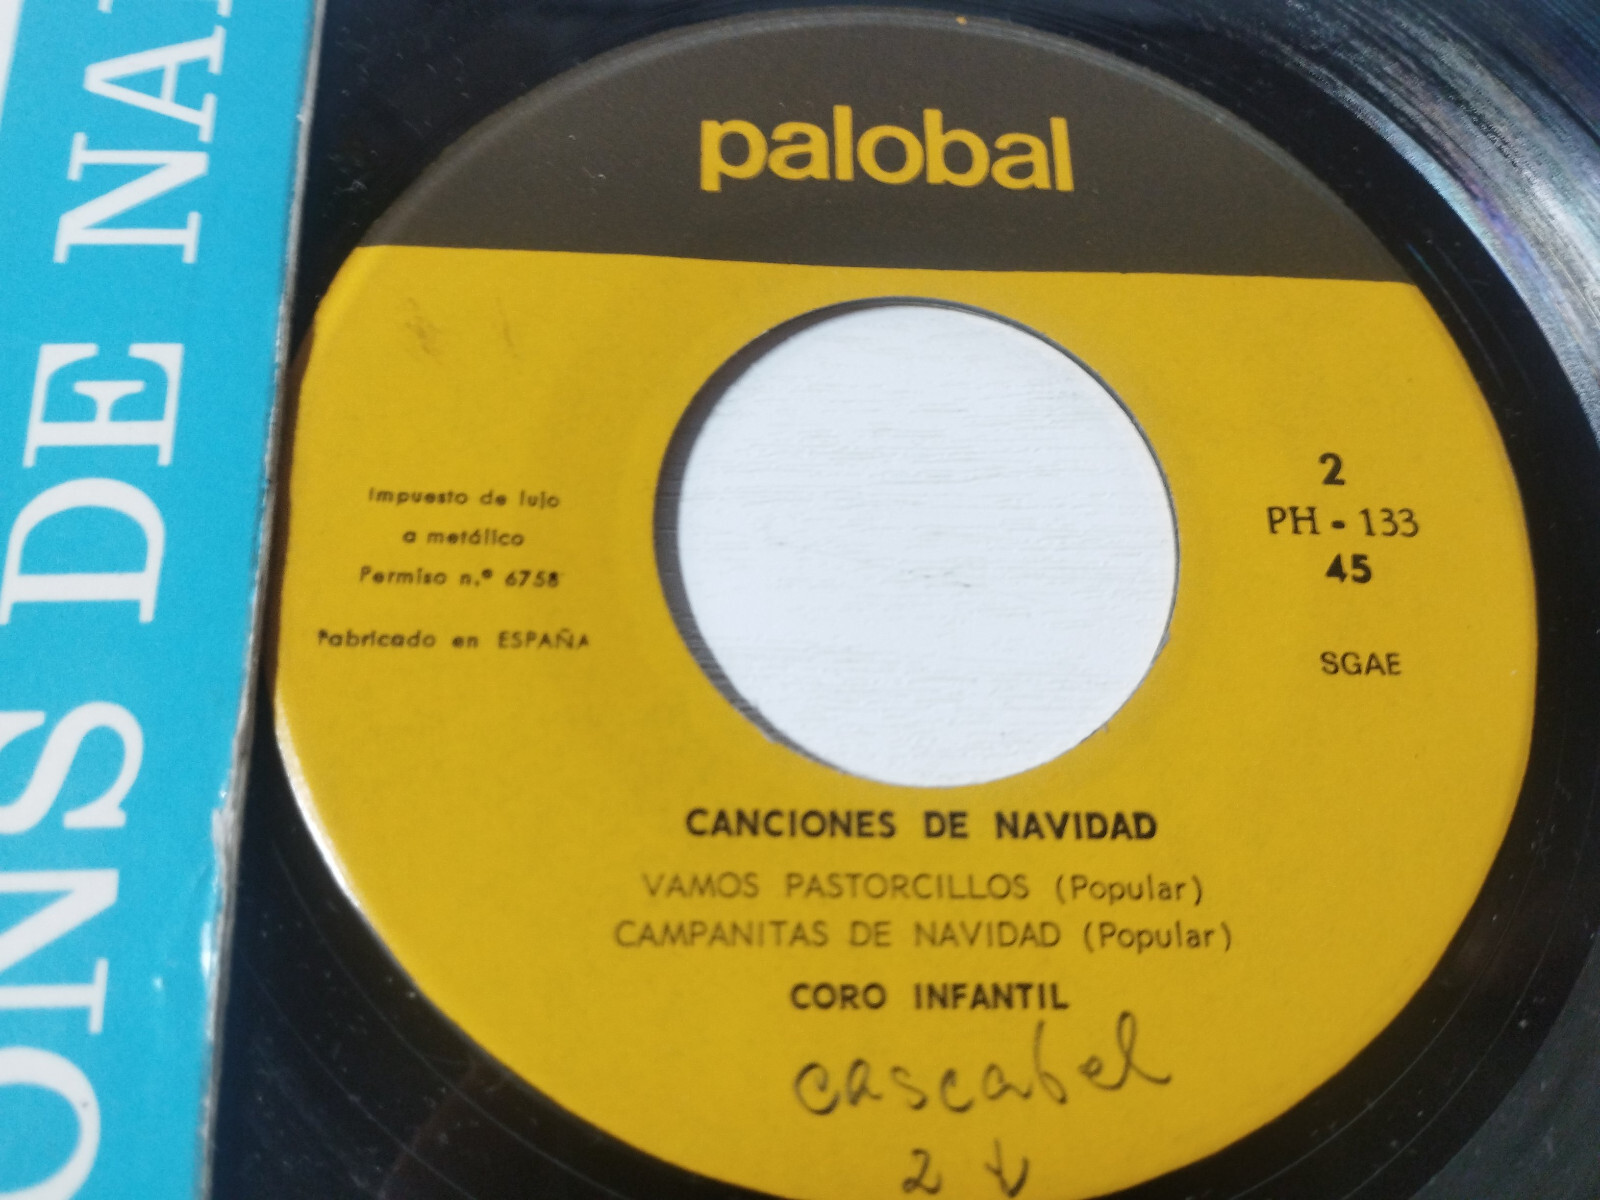 ONS DE NA
palobal
Impuesto de lujo
a metálico
Permiso n.º 6758
Fabricado en ESPAÑA
2
PH - 133
45
SGAE
CANCIONES DE NAVIDAD
VAMOS PASTORCILLOS (Popular)
CAMPANITAS DE NAVIDAD (Popular)
CORO INFANTIL
cascabel
2